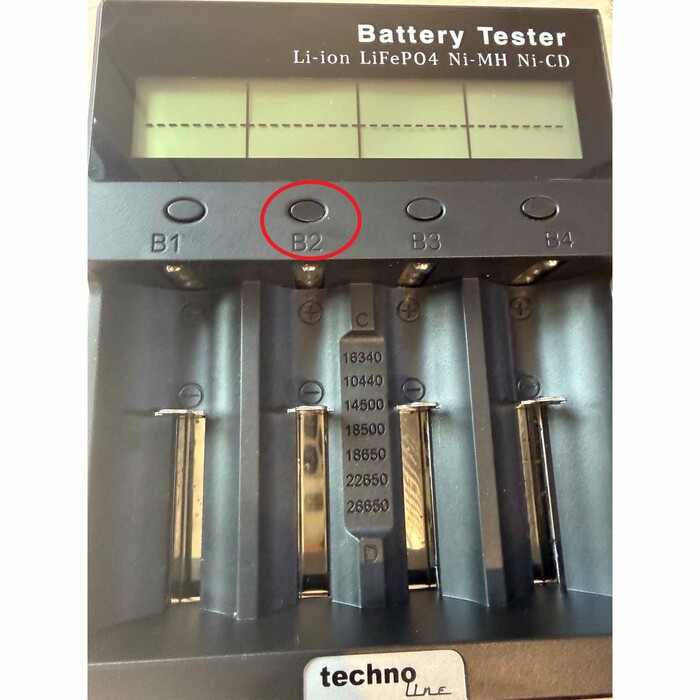 Battery Tester
Li-ion LiFePO4 Ni-MH Ni-CD
B1 B2 B3 B4
C
16340
10440
14500
18500
18650
22650
26650
D
techno
line